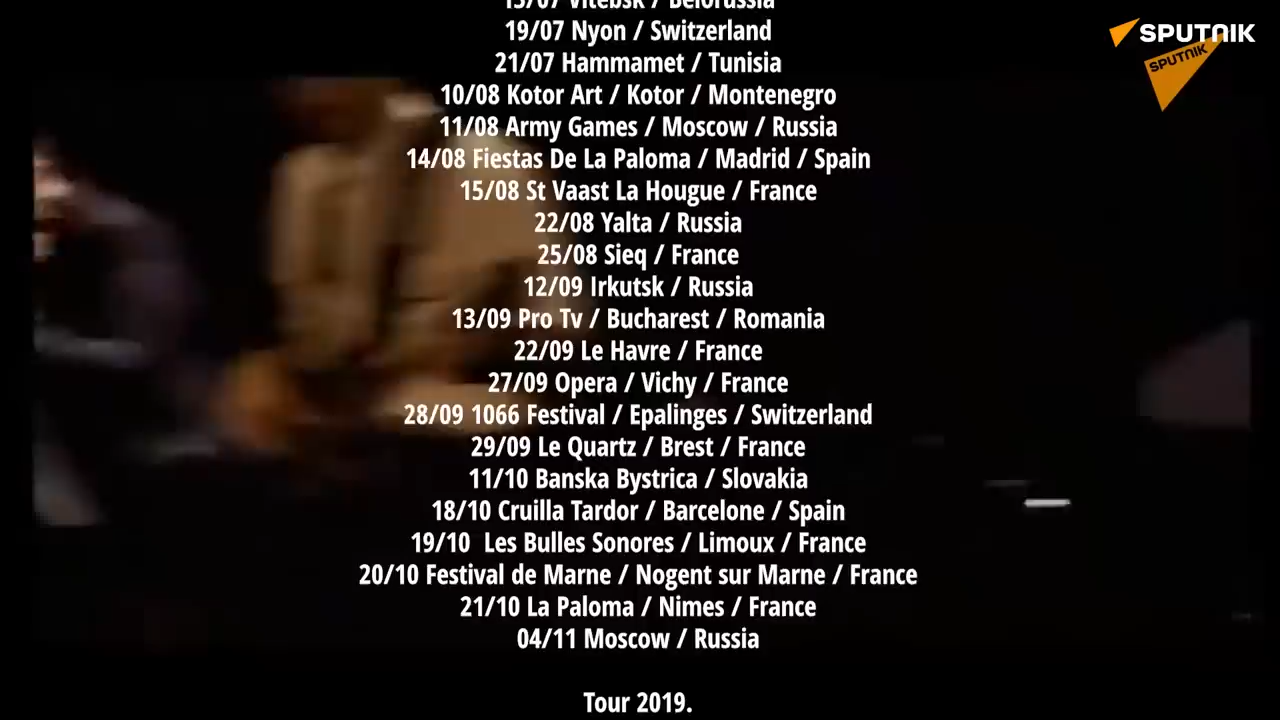 13/07 Vitebsk / Belorussia
SPUTNIK
19/07 Nyon / Switzerland
SPUTNIK
21/07 Hammamet / Tunisia
10/08 Kotor Art / Kotor / Montenegro
11/08 Army Games / Moscow / Russia
14/08 Fiestas De La Paloma / Madrid / Spain
15/08 St Vaast La Hougue / France
22/08 Yalta / Russia
25/08 Sieq / France
12/09 Irkutsk / Russia
13/09 Pro Tv / Bucharest / Romania
22/09 Le Havre / France
27/09 Opera / Vichy / France
28/09 1066 Festival / Epalinges / Switzerland
29/09 Le Quartz / Brest / France
11/10 Banska Bystrica / Slovakia
18/10 Cruilla Tardor / Barcelone / Spain
19/10  Les Bulles Sonores / Limoux / France
20/10 Festival de Marne / Nogent sur Marne / France
21/10 La Paloma / Nimes / France
04/11 Moscow / Russia
Tour 2019.